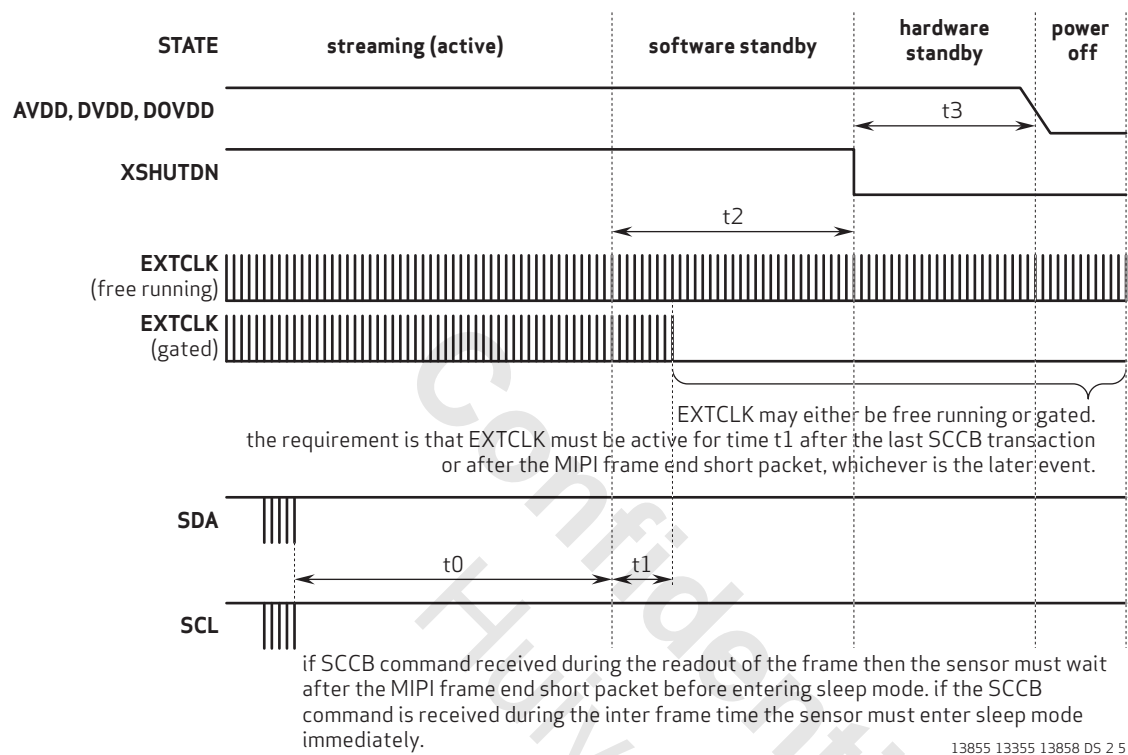 STATE
streaming (active)
software standby
hardware
standby
power
off
AVDD, DVDD, DOVDD
t3
XSHUTDN
t2
EXTCLK
(free running)
EXTCLK
(gated)
EXTCLK may either be free running or gated.
the requirement is that EXTCLK must be active for time t1 after the last SCCB transaction
or after the MIPI frame end short packet, whichever is the later event.
SDA
t0
t1
SCL
if SCCB command received during the readout of the frame then the sensor must wait
after the MIPI frame end short packet before entering sleep mode. if the SCCB
command is received during the inter frame time the sensor must enter sleep mode
immediately.
13855 13355 13858 DS 2 5